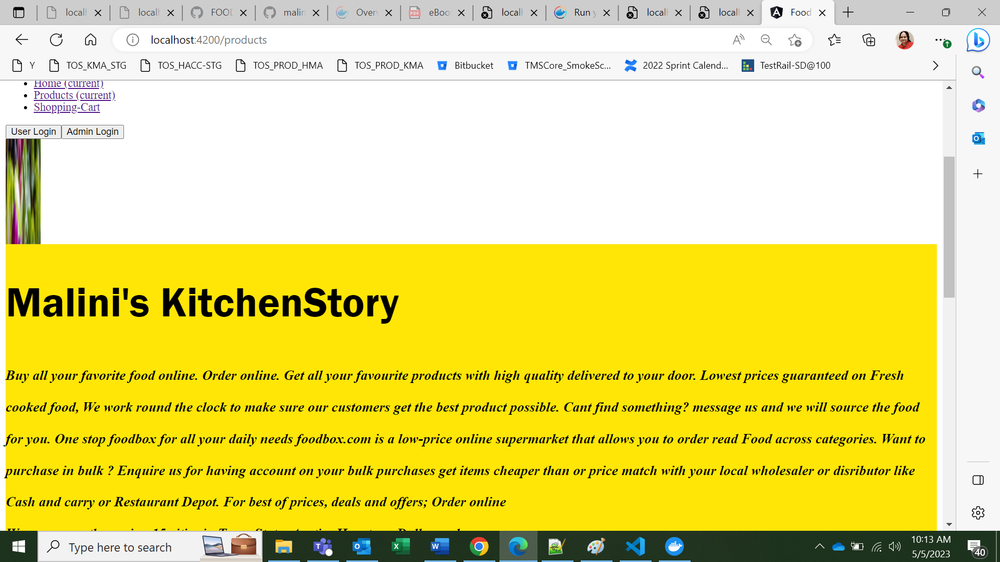 localh
localh
FOOD
malin
Overv
eBoo
localh
Run y
locall
locall
Food
localhost:4200/products
Y
TOS_KMA_STG
TOS_HACC-STG
TOS_PROD_HMA
TOS_PROD_KMA
Bitbucket
TMSCore_SmokeSc...
2022 Sprint Calend...
TestRail-SD@100
Home (current)
Products (current)
Shopping-Cart
User Login
Admin Login
Malini's KitchenStory
Buy all your favorite food online. Order online. Get all your favourite products with high quality delivered to your door. Lowest prices guaranteed on Fresh
cooked food, We work round the clock to make sure our customers get the best product possible. Cant find something? message us and we will source the food
for you. One stop foodbox for all your daily needs foodbox.com is a low-price online supermarket that allows you to order read Food across categories. Want to
purchase in bulk ? Enquire us for having account on your bulk purchases get items cheaper than or price match with your local wholesaler or disributor like
Cash and carry or Restaurant Depot. For best of prices, deals and offers; Order online
Type here to search
10:13 AM
5/5/2023
40